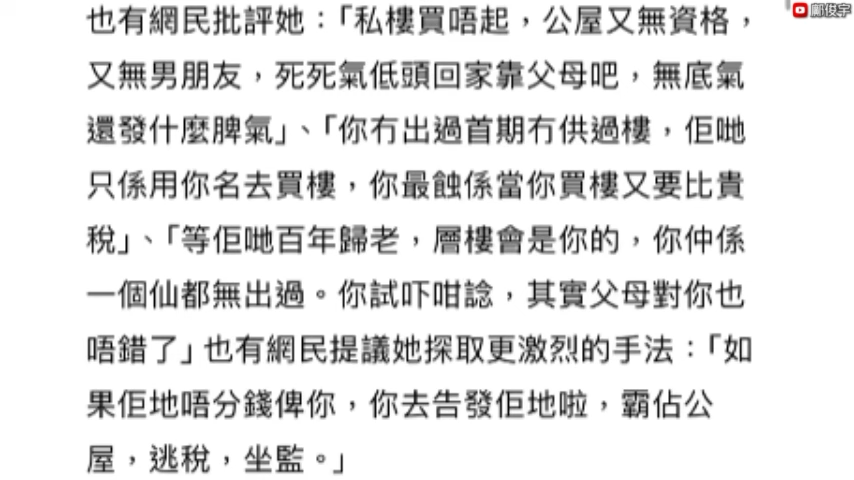 鄺俊宇
也有網民批評她：「私樓買唔起，公屋又無資格，
又無男朋友，死死氣低頭回家靠父母吧，無底氣
還發什麼脾氣」、「你冇出過首期冇供過樓，佢哋
只係用你名去買樓，你最蝕係當你買樓又要比貴
稅」、「等佢哋百年歸老，層樓會是你的，你仲係
一個仙都無出過。你試吓咁諗，其實父母對你也
唔錯了」也有網民提議她採取更激烈的手法：「如
果佢地唔分錢俾你，你去告發佢地啦，霸佔公
屋，逃稅，坐監。」